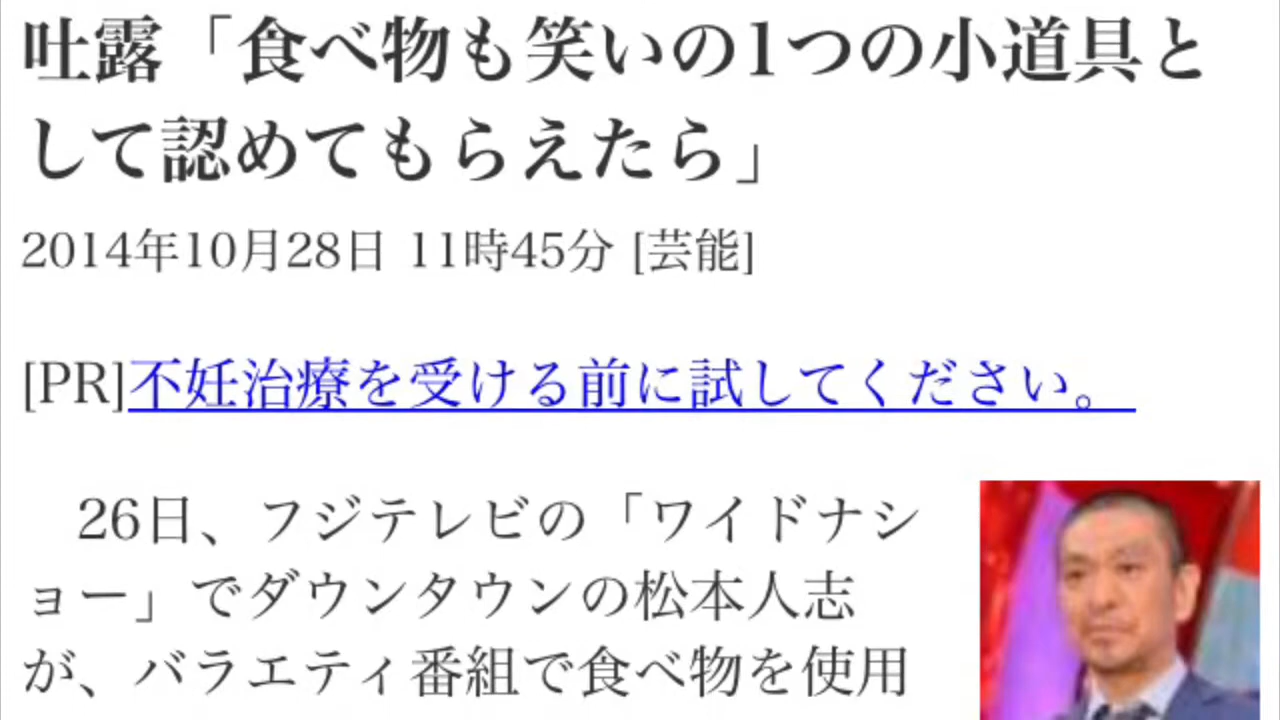 吐露「食べ物も笑いの1つの小道具と
して認めてもらえたら」
2014年10月28日 11時45分 [芸能]
[PR]不妊治療を受ける前に試してください。
　26日、フジテレビの「ワイドナシ
ョー」でダウンタウンの松本人志
が、バラエティ番組で食べ物を使用